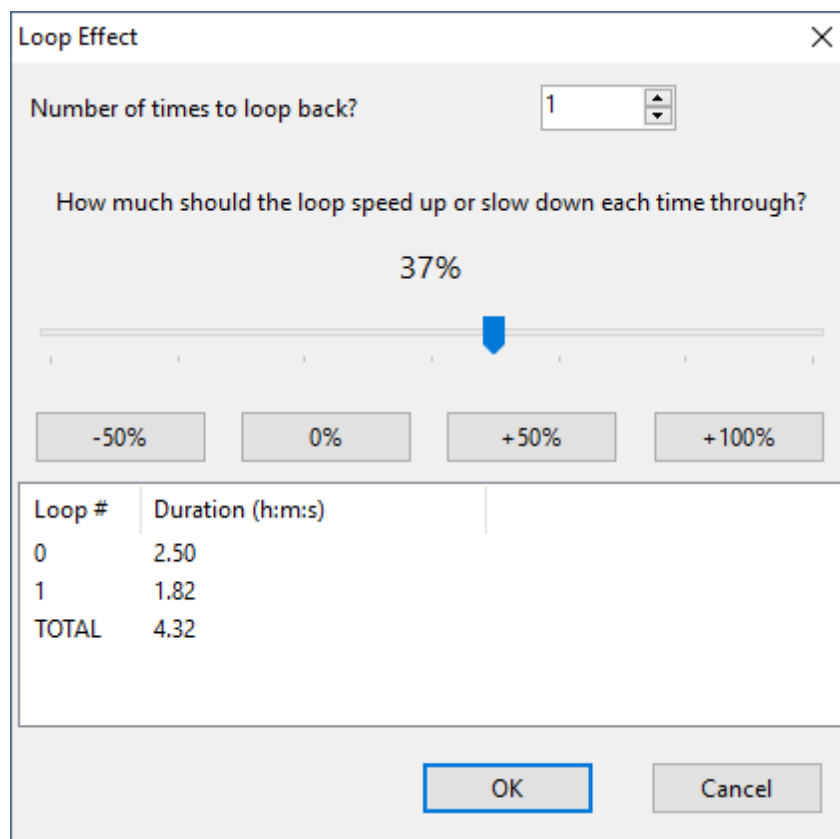 Loop Effect
Number of times to loop back? 1
How much should the loop speed up or slow down each time through?
37%
-50% 0% +50% +100%
Loop # Duration (h:m:s)
0 2.50
1 1.82
TOTAL 4.32
OK Cancel